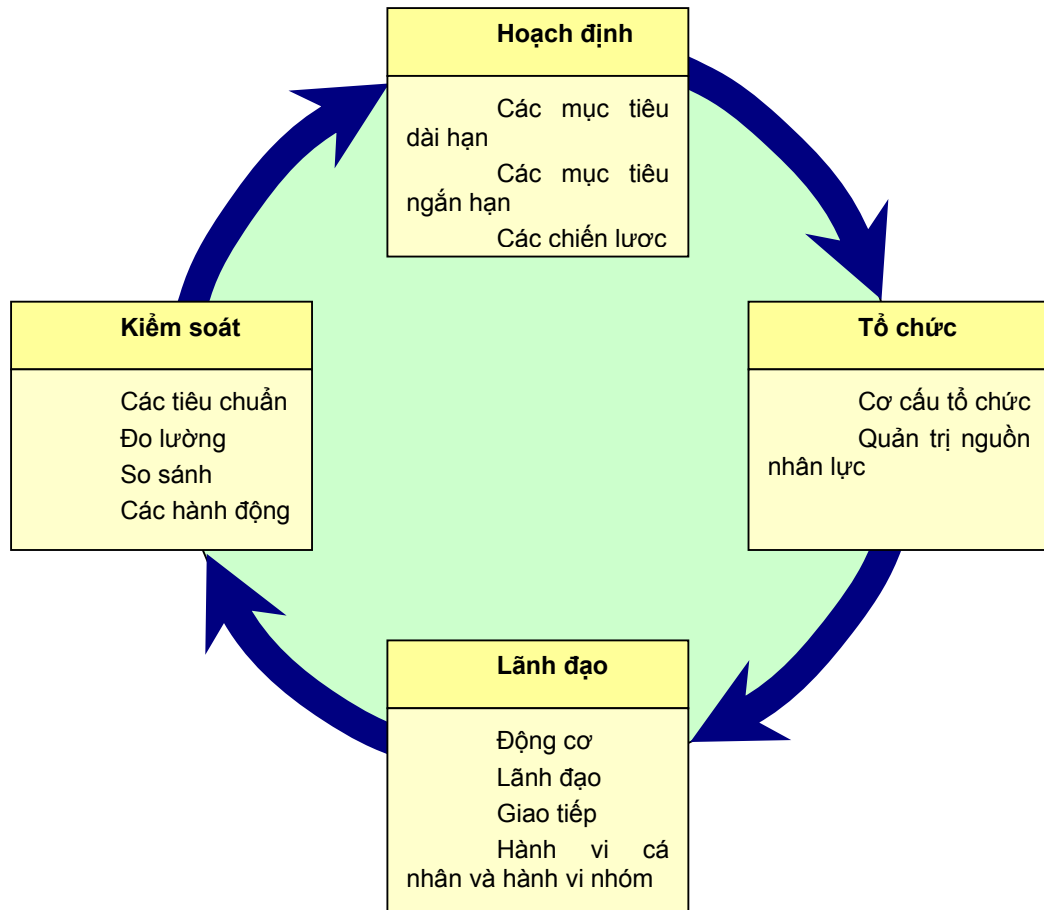 Hoạch định
Các mục tiêu
dài hạn
Các mục tiêu
ngắn hạn
Các chiến lươc
Kiểm soát
Các tiêu chuẩn
Đo lường
So sánh
Các hành động
Tổ chức
Cơ cấu tổ chức
Quản trị nguồn
nhân lực
Lãnh đạo
Động cơ
Lãnh đạo
Giao tiếp
Hành vi cá
nhân và hành vi nhóm